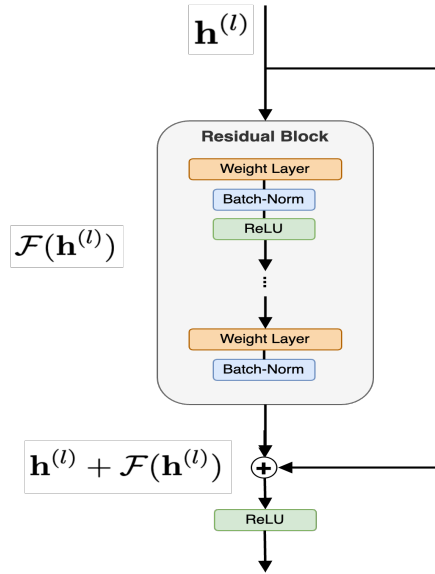 𝐡^{(l)}
Residual Block
Weight Layer
Batch-Norm
ReLU
...
ℱ(𝐡^{(l)})
Weight Layer
Batch-Norm
𝐡^{(l)} + ℱ(𝐡^{(l)})
+
ReLU